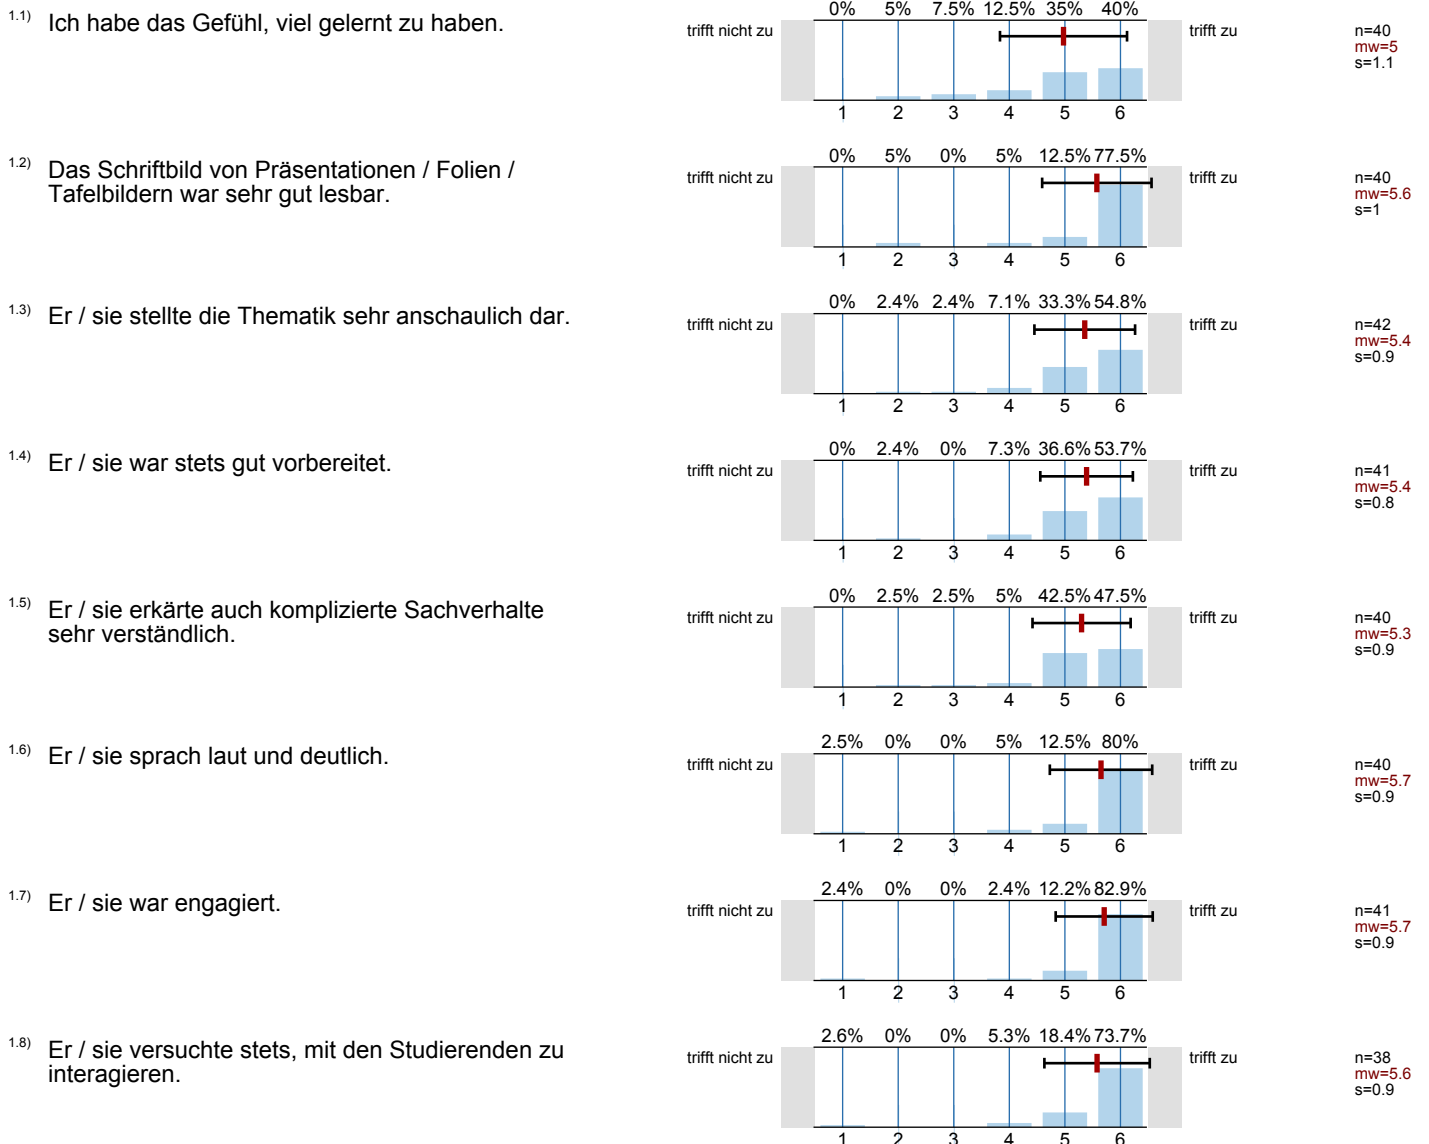 1.1) Ich habe das Gefühl, viel gelernt zu haben.
0% 5% 7.5% 12.5% 35% 40%
trifft nicht zu trifft zu
n=40
mw=5
s=1.1
1 2 3 4 5 6
1.2) Das Schriftbild von Präsentationen / Folien /
Tafelbildern war sehr gut lesbar.
0% 5% 0% 5% 12.5% 77.5%
trifft nicht zu trifft zu
n=40
mw=5.6
s=1
1 2 3 4 5 6
1.3) Er / sie stellte die Thematik sehr anschaulich dar.
0% 2.4% 2.4% 7.1% 33.3% 54.8%
trifft nicht zu trifft zu
n=42
mw=5.4
s=0.9
1 2 3 4 5 6
1.4) Er / sie war stets gut vorbereitet.
0% 2.4% 0% 7.3% 36.6% 53.7%
trifft nicht zu trifft zu
n=41
mw=5.4
s=0.8
1 2 3 4 5 6
1.5) Er / sie erkärte auch komplizierte Sachverhalte
sehr verständlich.
0% 2.5% 2.5% 5% 42.5% 47.5%
trifft nicht zu trifft zu
n=40
mw=5.3
s=0.9
1 2 3 4 5 6
1.6) Er / sie sprach laut und deutlich.
2.5% 0% 0% 5% 12.5% 80%
trifft nicht zu trifft zu
n=40
mw=5.7
s=0.9
1 2 3 4 5 6
1.7) Er / sie war engagiert.
2.4% 0% 0% 2.4% 12.2% 82.9%
trifft nicht zu trifft zu
n=41
mw=5.7
s=0.9
1 2 3 4 5 6
1.8) Er / sie versuchte stets, mit den Studierenden zu
interagieren.
2.6% 0% 0% 5.3% 18.4% 73.7%
trifft nicht zu trifft zu
n=38
mw=5.6
s=0.9
1 2 3 4 5 6